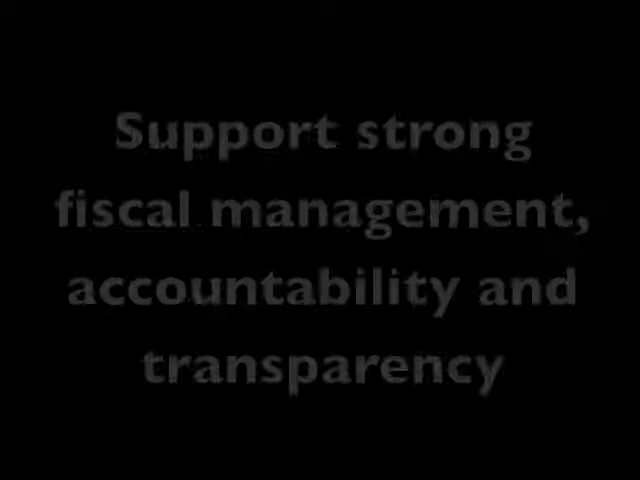 Support strong
fiscal management,
accountability and
transparency